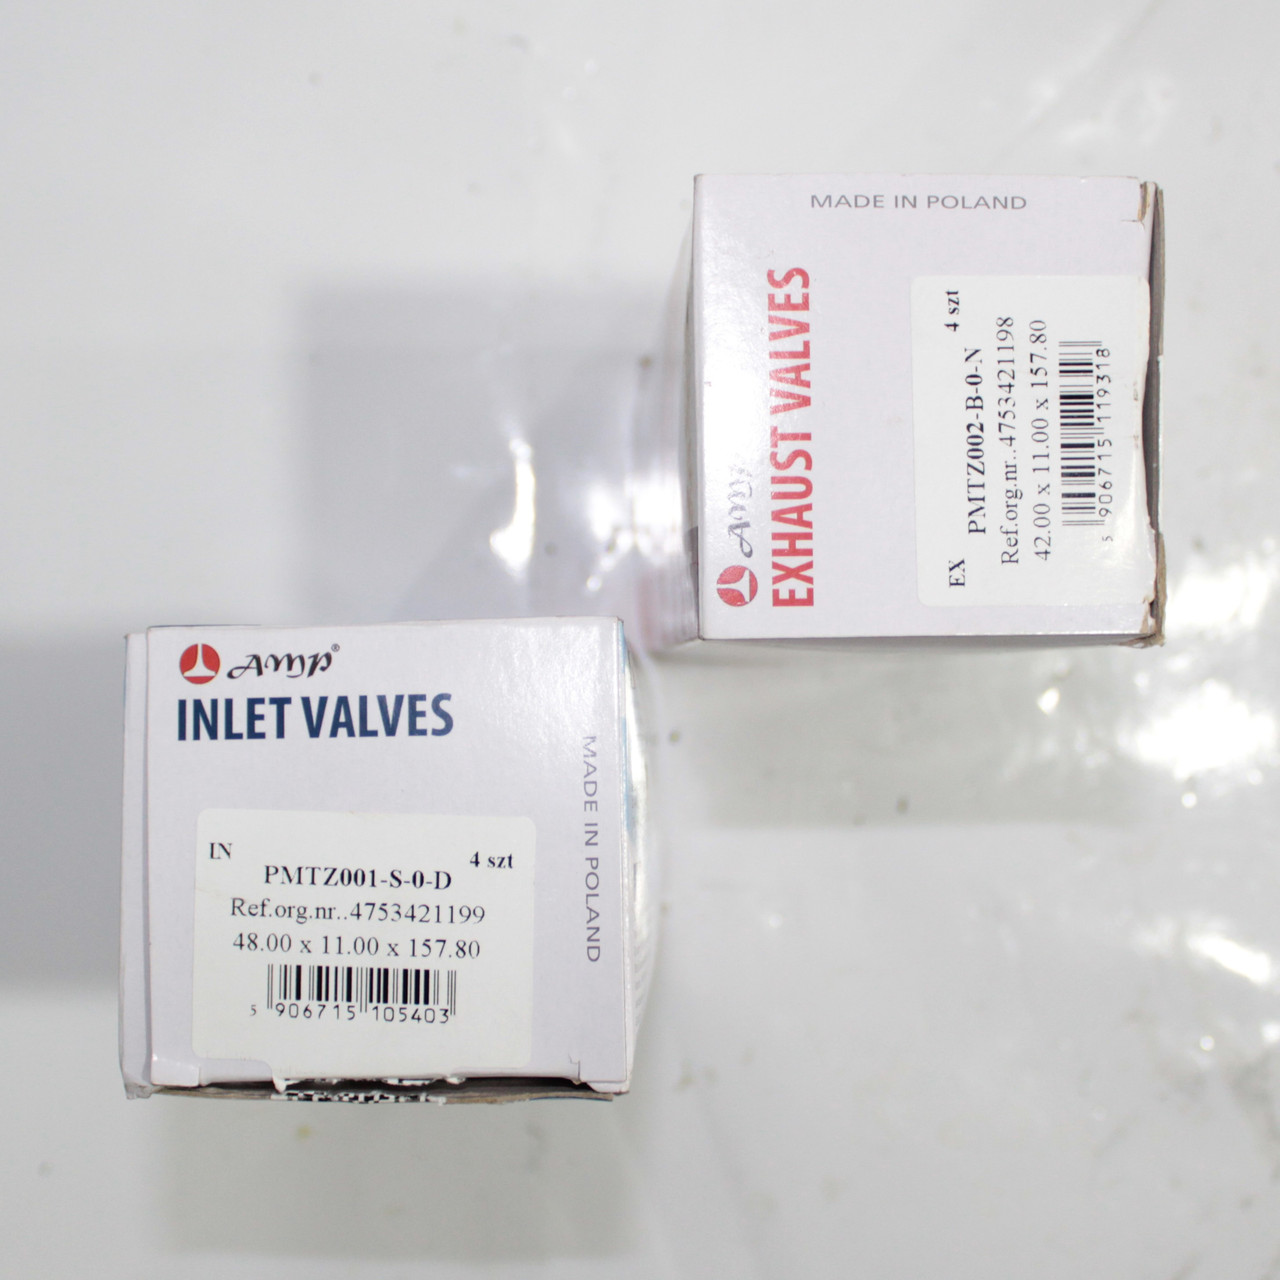 MADE IN POLAND
AMP
EXHAUST VALVES
EX 4 szt
PMTZ002-B-0-N
Ref.org.nr..4753421198
42.00 x 11.00 x 157.80
5 906715 119318
AMP®
INLET VALVES
MADE IN POLAND
IN 4 szt
PMTZ001-S-0-D
Ref.org.nr..4753421199
48.00 x 11.00 x 157.80
5 906715 105403